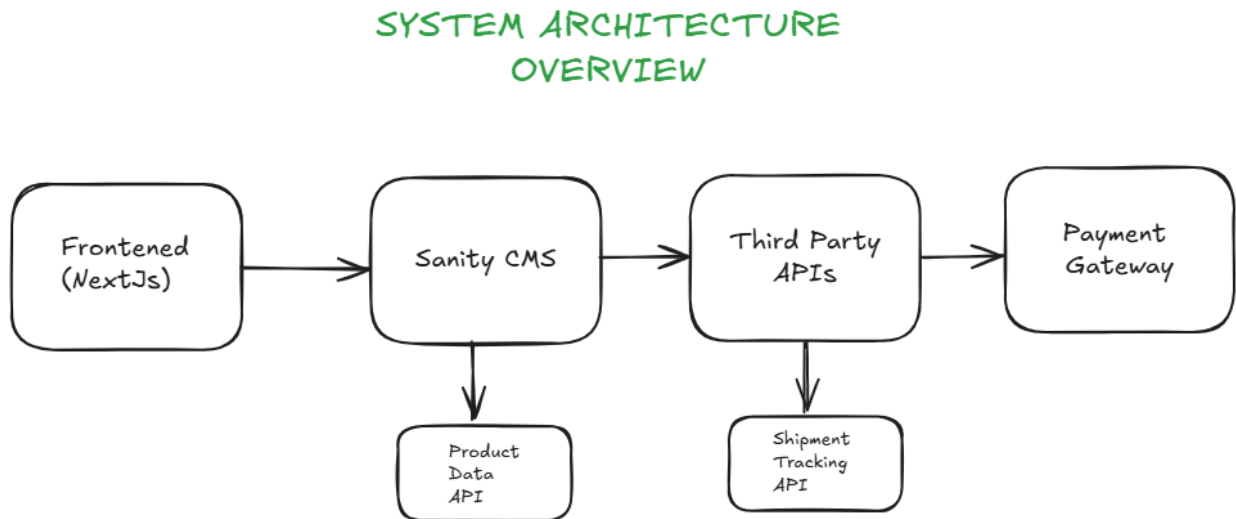 SYSTEM ARCHITECTURE
OVERVIEW
Frontened
(NextJs)
Sanity CMS
Third Party
APIs
Payment
Gateway
Product
Data
API
Shipment
Tracking
API